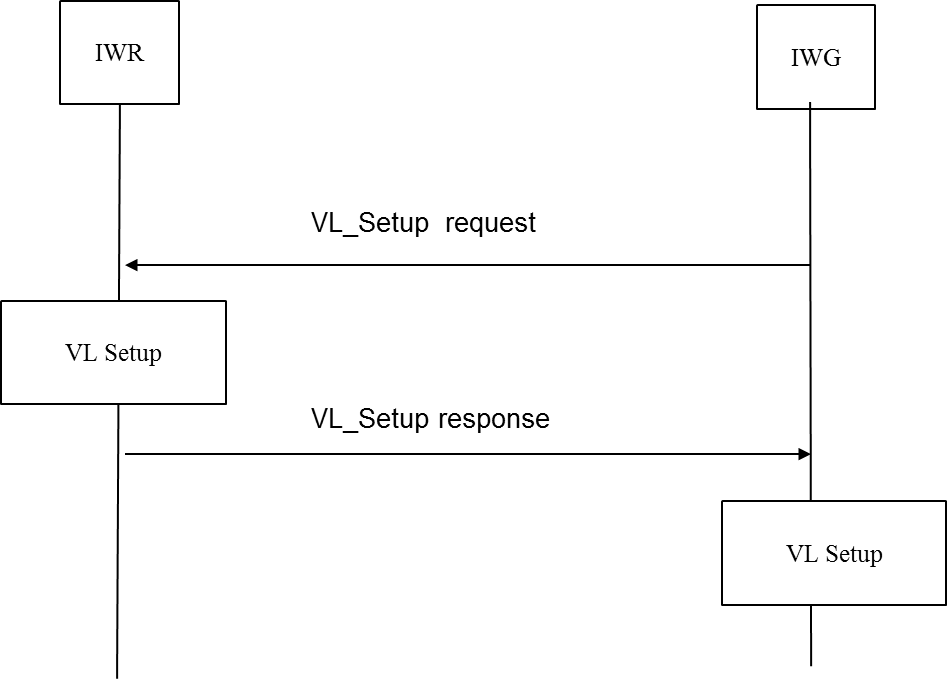 IWR
IWG
VL_Setup  request
VL Setup
VL_Setup response
VL Setup